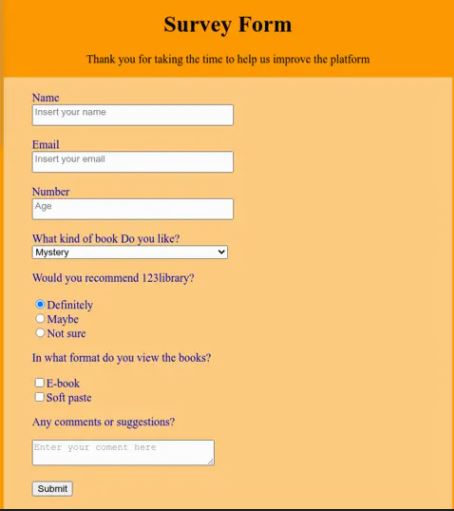 Survey Form
Thank you for taking the time to help us improve the platform
Name
Insert your name
Email
Insert your email
Number
Age
What kind of book Do you like?
Mystery
Would you recommend 123library?
Definitely
Maybe
Not sure
In what format do you view the books?
E-book
Soft paste
Any comments or suggestions?
Enter your coment here
Submit